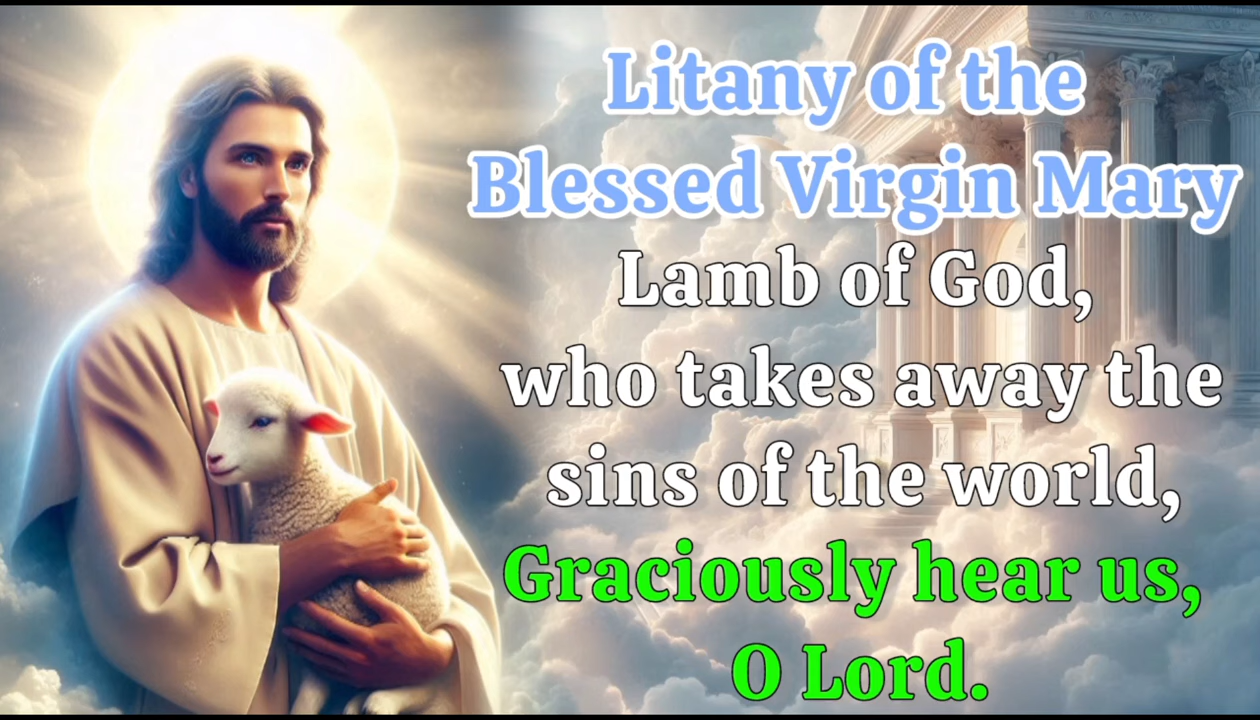 Litany of the
Blessed Virgin Mary
Lamb of God,
who takes away the
sins of the world,
Graciously hear us,
O Lord.